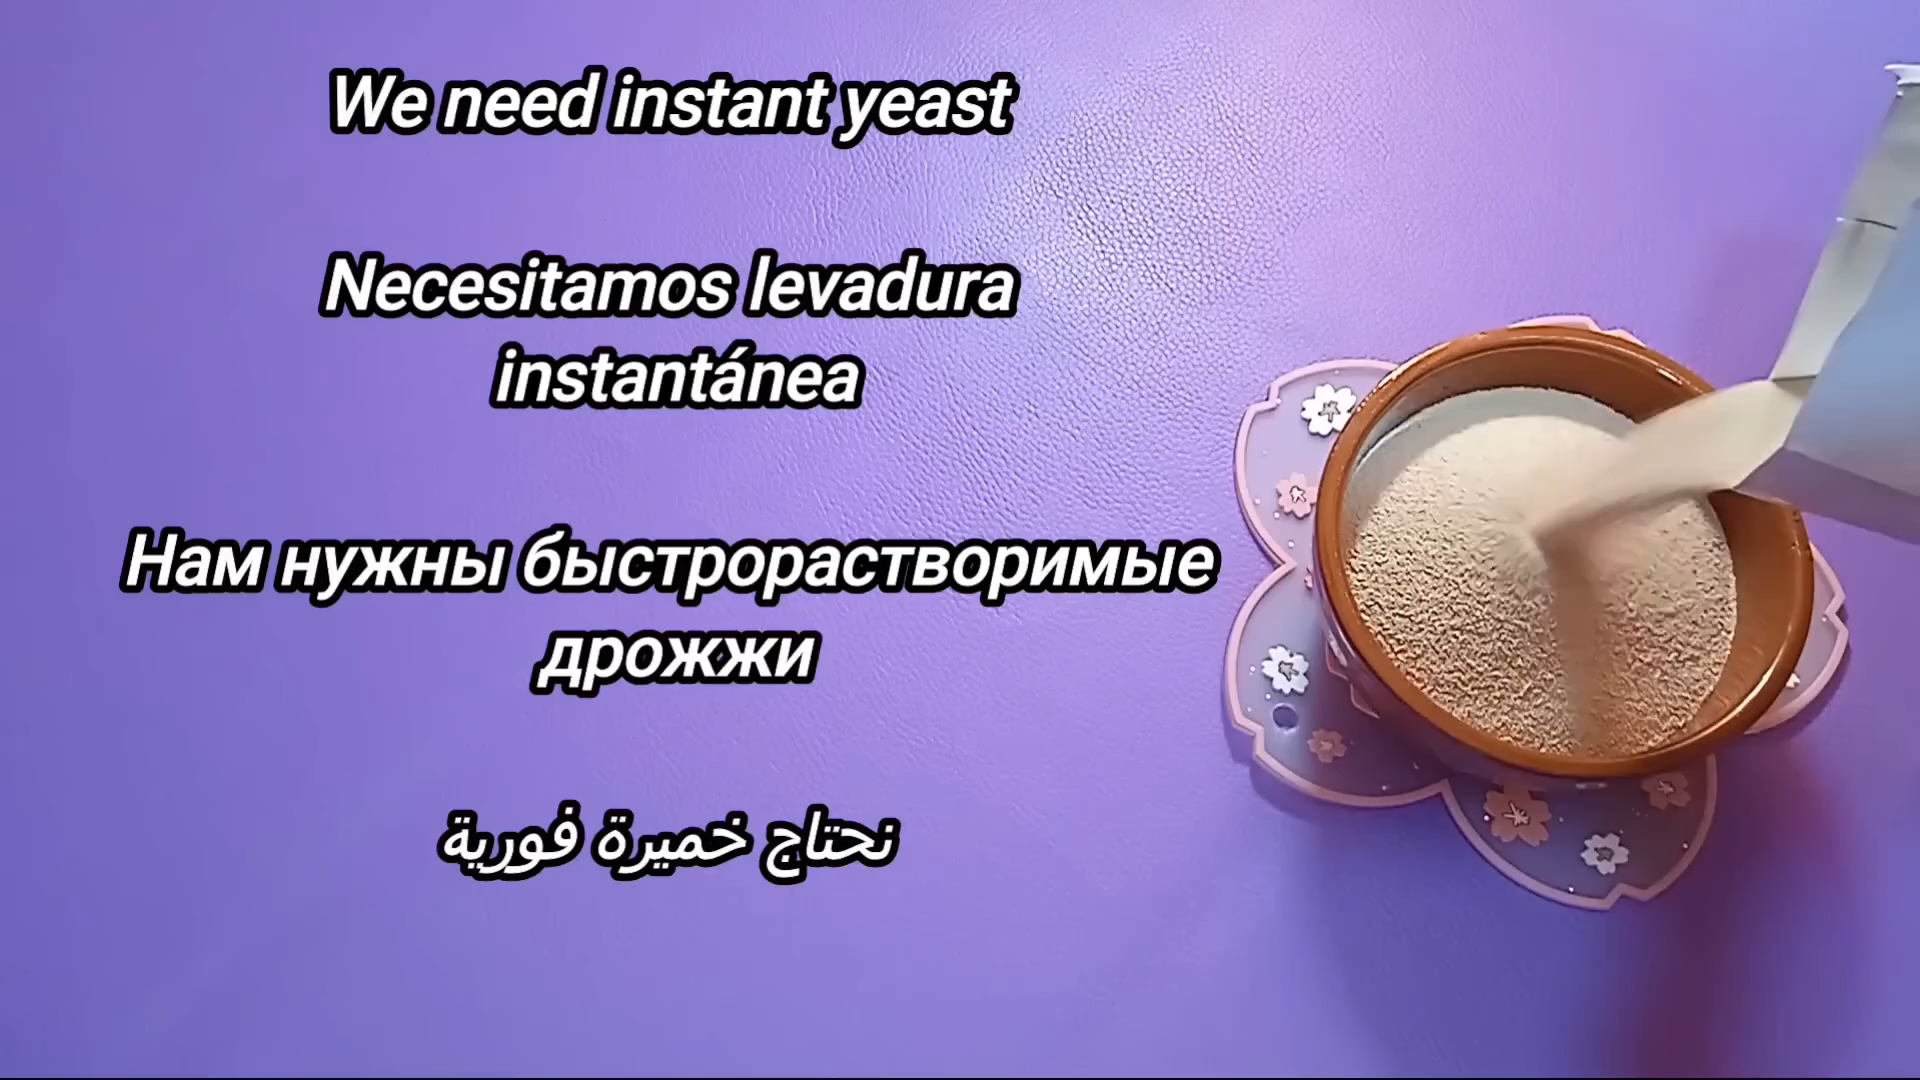 We need instant yeast
Necesitamos levadura
instantánea
Нам нужны быстрорастворимые
дрожжи
نحتاج خميرة فورية